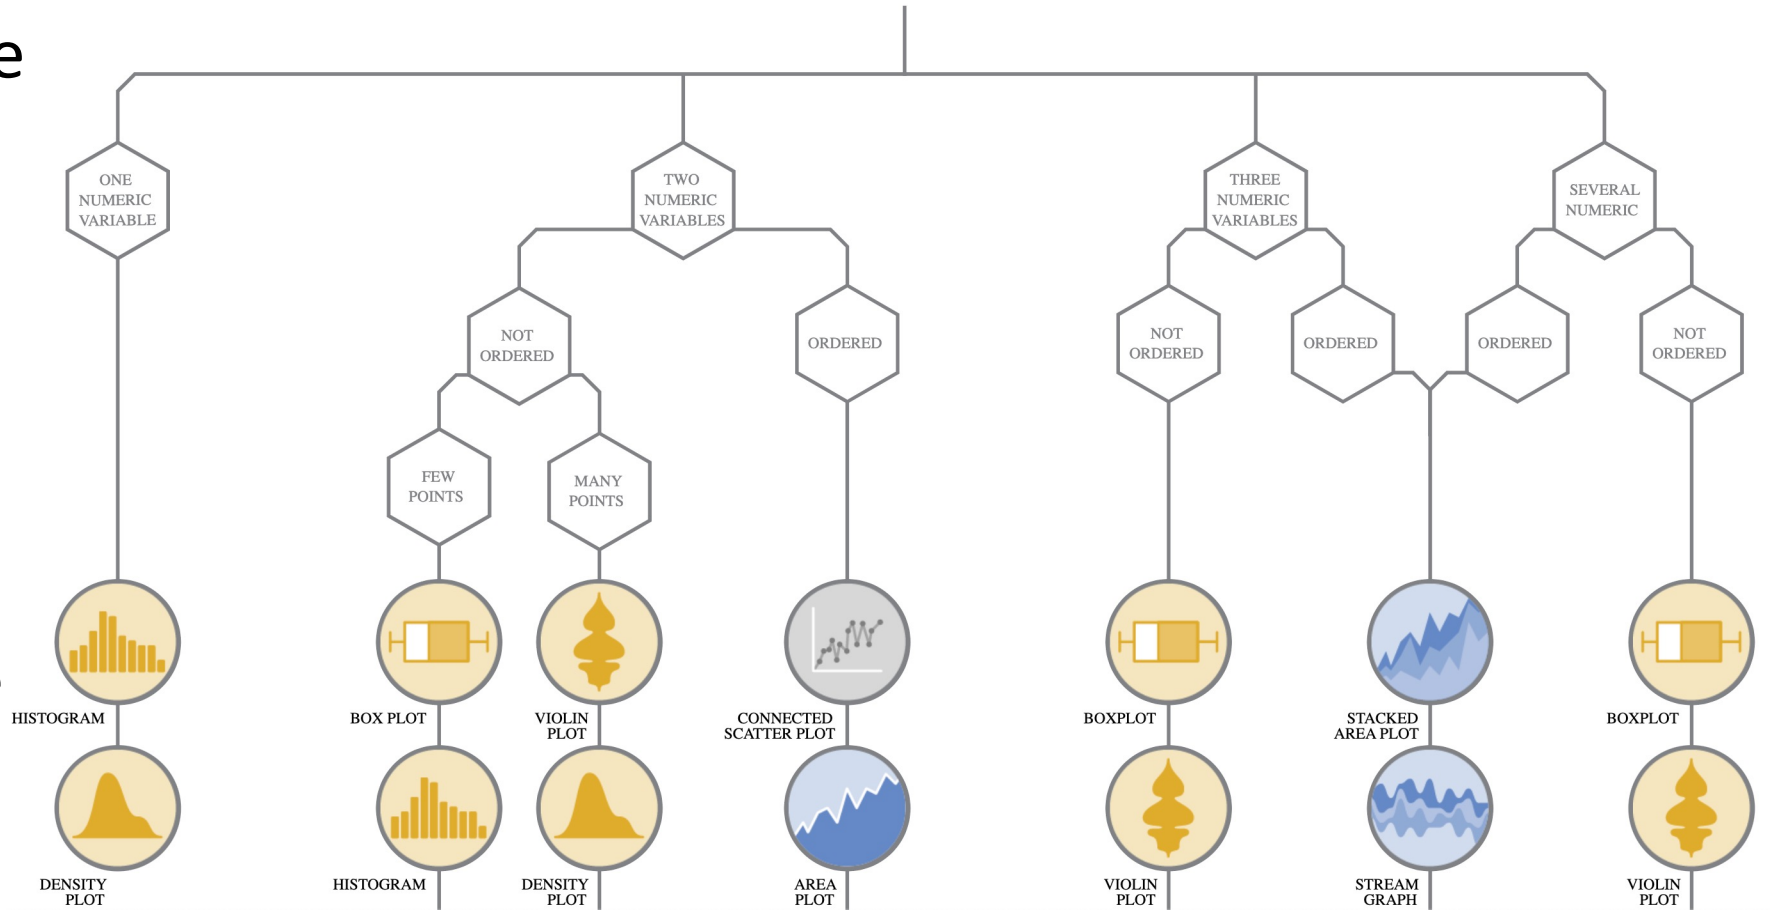 e
ONE
NUMERIC
VARIABLE
TWO
NUMERIC
VARIABLES
THREE
NUMERIC
VARIABLES
SEVERAL
NUMERIC
NOT
ORDERED
ORDERED
NOT
ORDERED
ORDERED
ORDERED
NOT
ORDERED
FEW
POINTS
MANY
POINTS
HISTOGRAM
BOX PLOT
VIOLIN
PLOT
CONNECTED
SCATTER PLOT
BOXPLOT
STACKED
AREA PLOT
BOXPLOT
DENSITY
PLOT
HISTOGRAM
DENSITY
PLOT
AREA
PLOT
VIOLIN
PLOT
STREAM
GRAPH
VIOLIN
PLOT